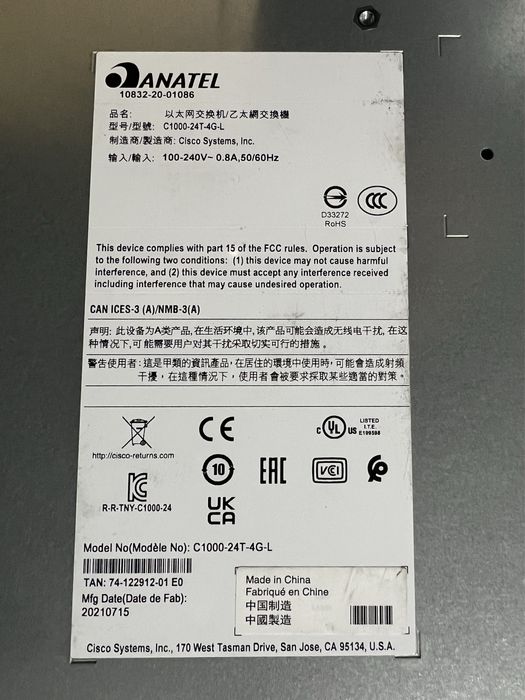 ANATEL
10832-20-01086
品名: 以太网交换机/乙太網交換機
型号/型號: C1000-24T-4G-L
制造商/製造商: Cisco Systems, Inc.
输入/輸入: 100-240V~ 0.8A,50/60Hz
D33272
RoHS
CCC
This device complies with part 15 of the FCC rules. Operation is subject
to the following two conditions: (1) this device may not cause harmful
interference, and (2) this device must accept any interference received
including interference that may cause undesired operation.
CAN ICES-3 (A)/NMB-3(A)
声明: 此设备为A类产品,在生活环境中,该产品可能会造成无线电干扰,在这
种情况下,可能需要用户对其干扰采取切实可行的措施。
警告使用者: 這是甲類的資訊產品,在居住的環境中使用時,可能會造成射頻
干擾,在這種情況下,使用者會被要求採取某些適當的對策。
http://cisco-returns.com
CE
c UL US LISTED
I.T.E.
R-R-TNY-C1000-24
10
EAC
VCI
UK
CA
Model No(Modèle No): C1000-24T-4G-L
TAN: 74-122912-01 E0
Mfg Date(Date de Fab):
20210715
Made in China
Fabriqué en Chine
中国制造
中國製造
Cisco Systems, Inc., 170 West Tasman Drive, San Jose, CA 95134, U.S.A.